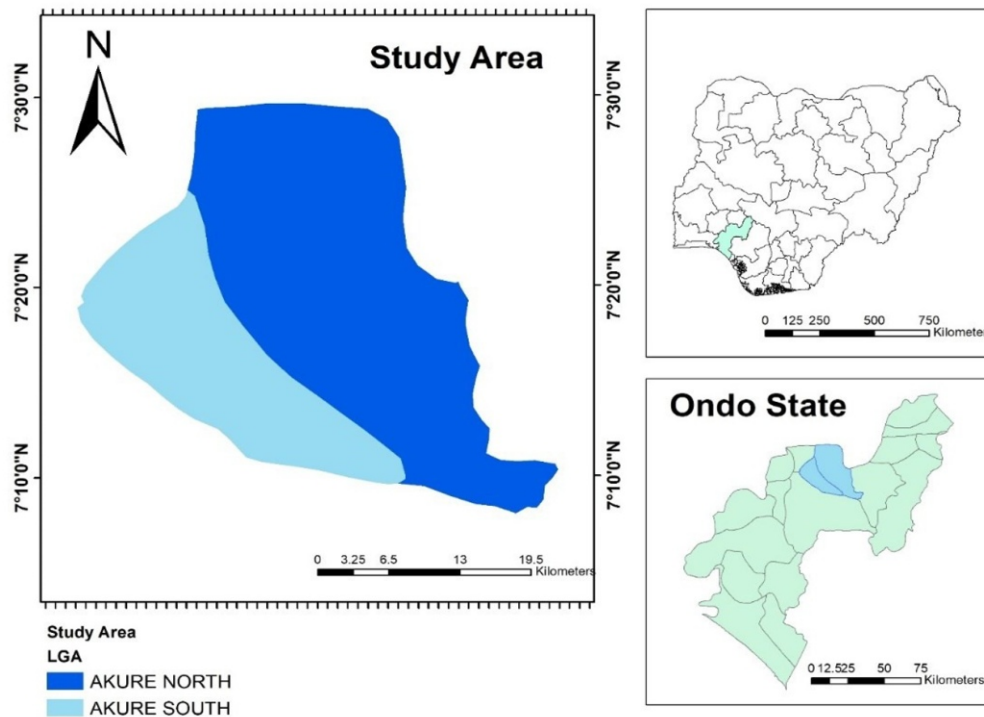 N
Study Area
7°30'0"N
7°20'0"N
7°10'0"N
7°30'0"N
7°20'0"N
7°10'0"N
0 3.25 6.5 13 19.5
Kilometers
Study Area
LGA
AKURE NORTH
AKURE SOUTH
0 125 250 500 750
Kilometers
Ondo State
0 12.525 50 75
Kilometers